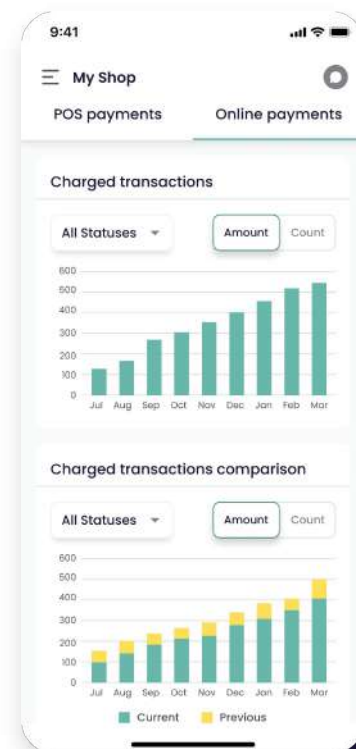 9:41
My Shop
POS payments Online payments
Charged transactions
All Statuses Amount Count
600
500
400
300
200
100
0
Jul Aug Sep Oct Nov Dec Jan Feb Mar
Charged transactions comparison
All Statuses Amount Count
600
500
400
300
200
100
0
Jul Aug Sep Oct Nov Dec Jan Feb Mar
Current Previous